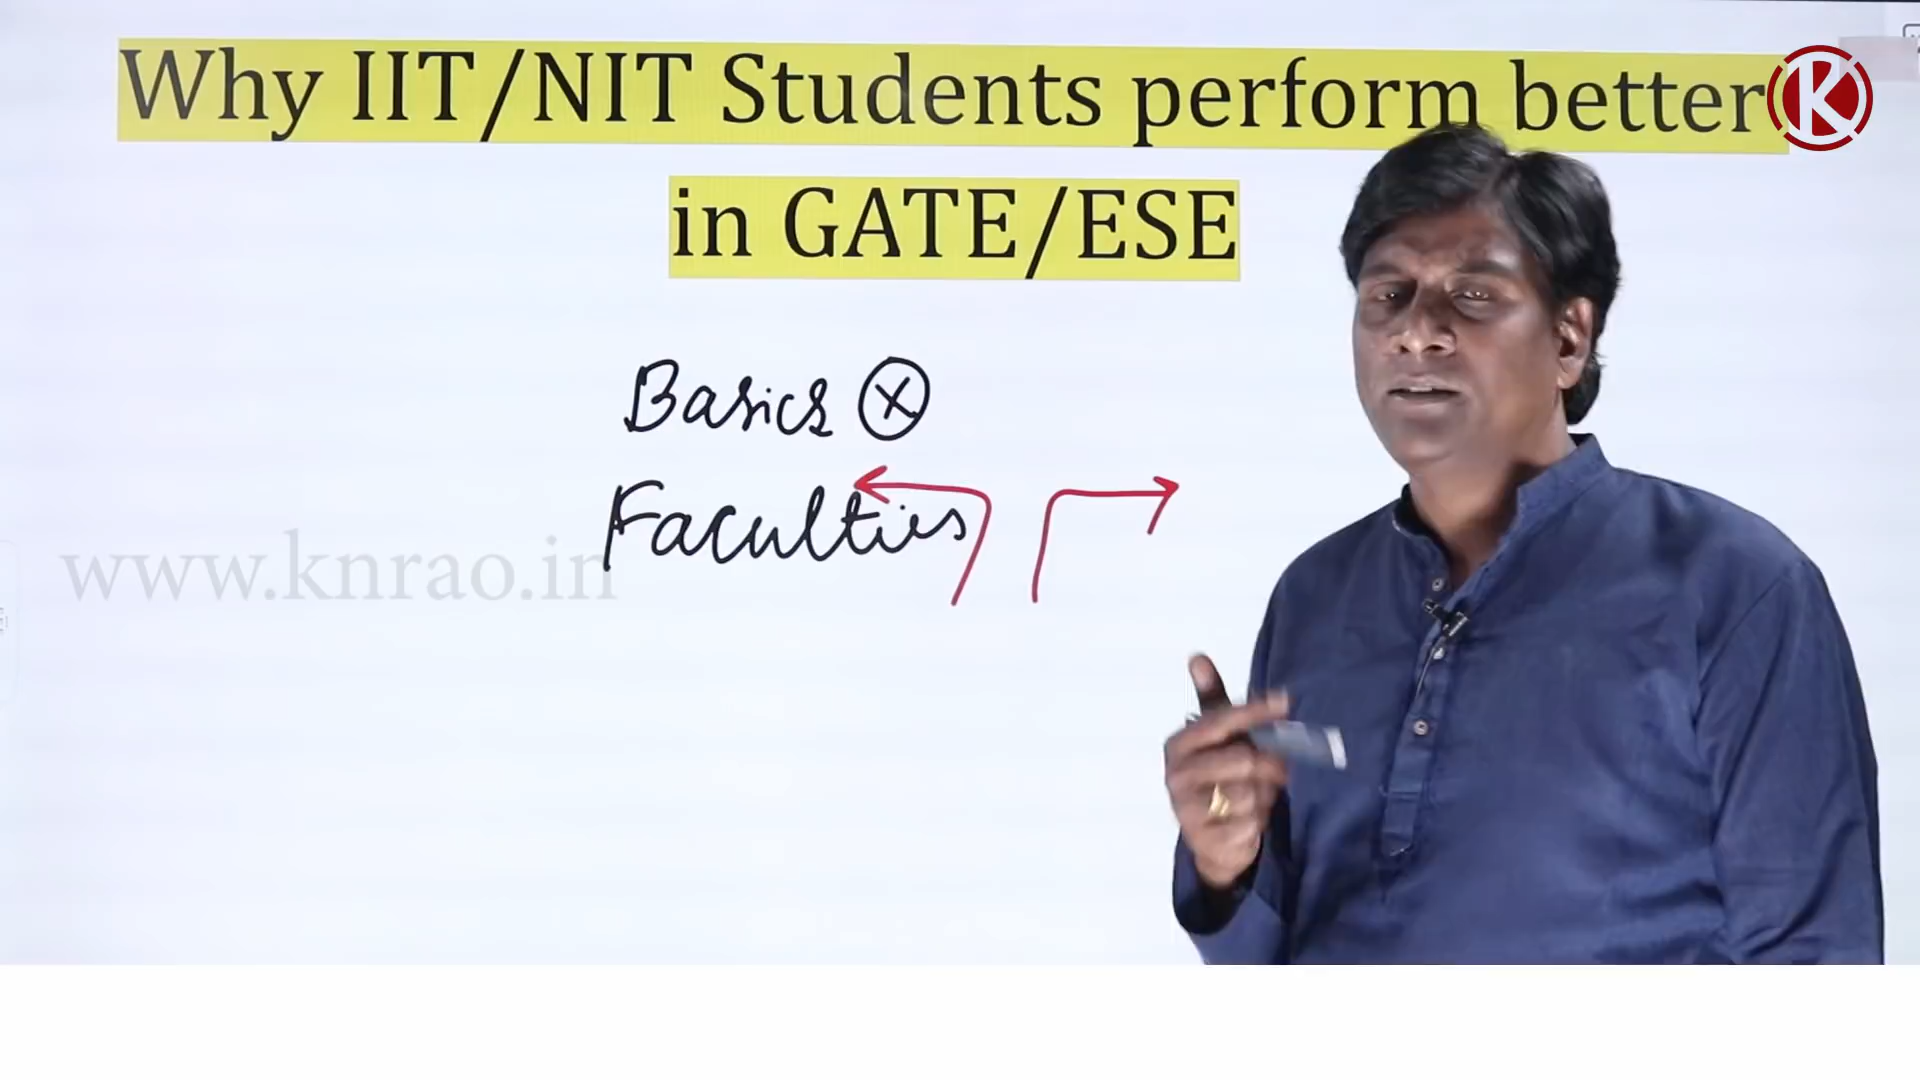 Why IIT/NIT Students perform better
in GATE/ESE
Basics
Faculties
www.knrao.in
K